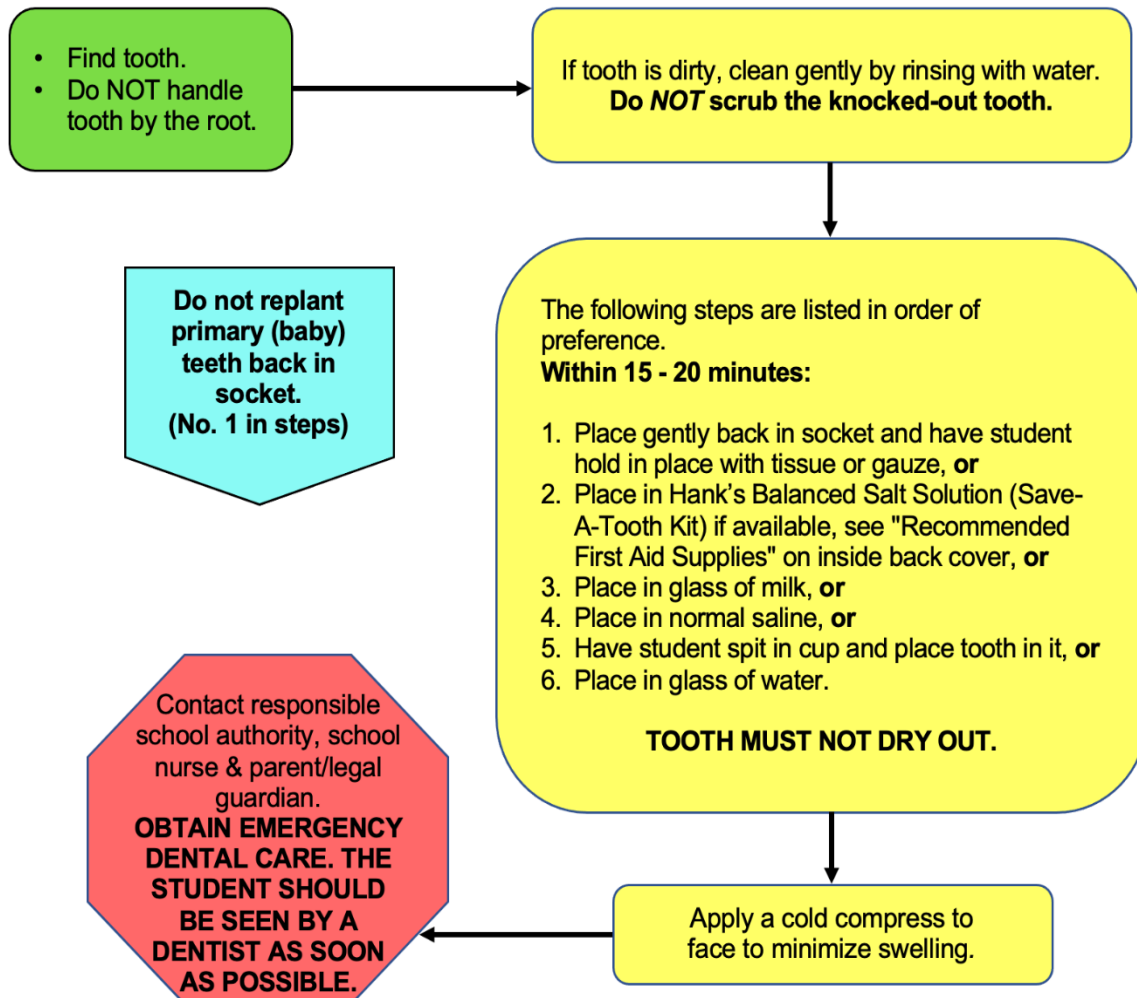 • Find tooth.
• Do NOT handle
tooth by the root.
If tooth is dirty, clean gently by rinsing with water.
Do NOT scrub the knocked-out tooth.
Do not replant
primary (baby)
teeth back in
socket.
(No. 1 in steps)
The following steps are listed in order of
preference.
Within 15 - 20 minutes:
1. Place gently back in socket and have student
hold in place with tissue or gauze, or
2. Place in Hank’s Balanced Salt Solution (Save-
A-Tooth Kit) if available, see "Recommended
First Aid Supplies" on inside back cover, or
3. Place in glass of milk, or
4. Place in normal saline, or
5. Have student spit in cup and place tooth in it, or
6. Place in glass of water.
TOOTH MUST NOT DRY OUT.
Apply a cold compress to
face to minimize swelling.
Contact responsible
school authority, school
nurse & parent/legal
guardian.
OBTAIN EMERGENCY
DENTAL CARE. THE
STUDENT SHOULD
BE SEEN BY A
DENTIST AS SOON
AS POSSIBLE.